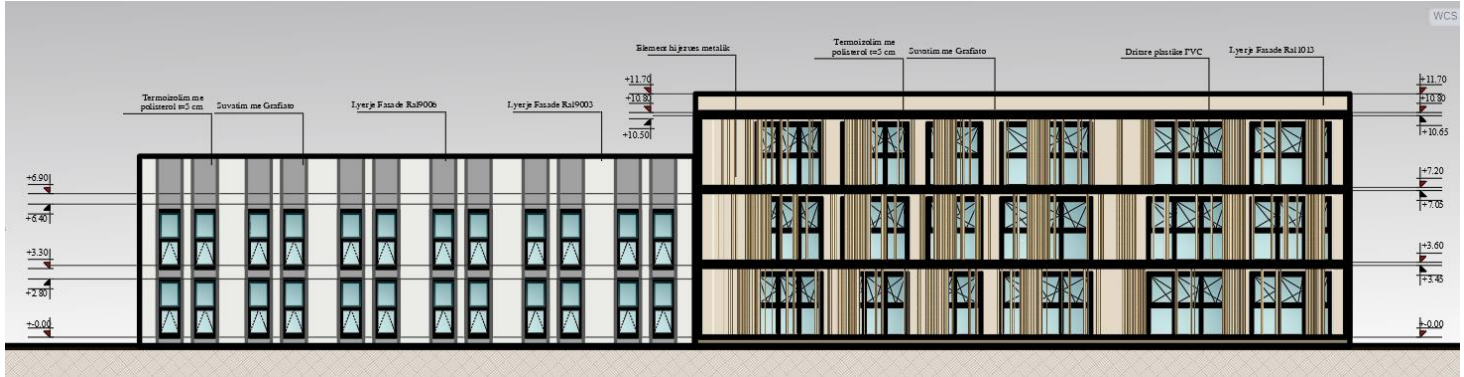 WCS
Element hijezues metalik
Termoizolim me
polisterol t=5 cm
Suvatim me Grafiato
Dritare plastike PVC
Lyerje Fasade Ral1013
Termoizolim me
polisterol t=5 cm
Suvatim me Grafiato
Lyerje Fasade Ral9006
Lyerje Fasade Ral9003
+11.70
+10.80
+10.50
+11.70
+10.80
+10.65
+6.90
+6.40
+3.30
+2.80
+-0.00
+7.20
+7.05
+3.60
+3.45
+-0.00